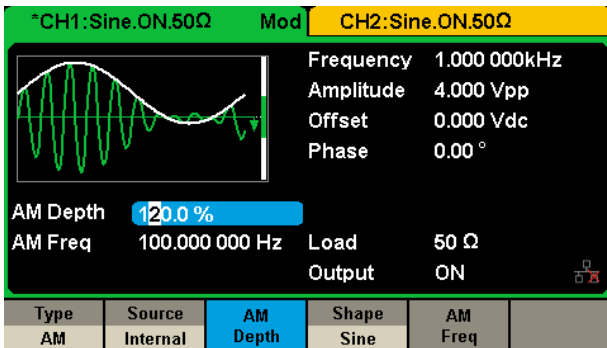 *CH1:Sine.ON.50Ω Mod CH2:Sine.ON.50Ω
Frequency 1.000 000kHz
Amplitude 4.000 Vpp
Offset 0.000 Vdc
Phase 0.00 °
AM Depth 120.0 %
AM Freq 100.000 000 Hz Load 50 Ω
Output ON
Type Source AM Shape AM
AM Internal Depth Sine Freq